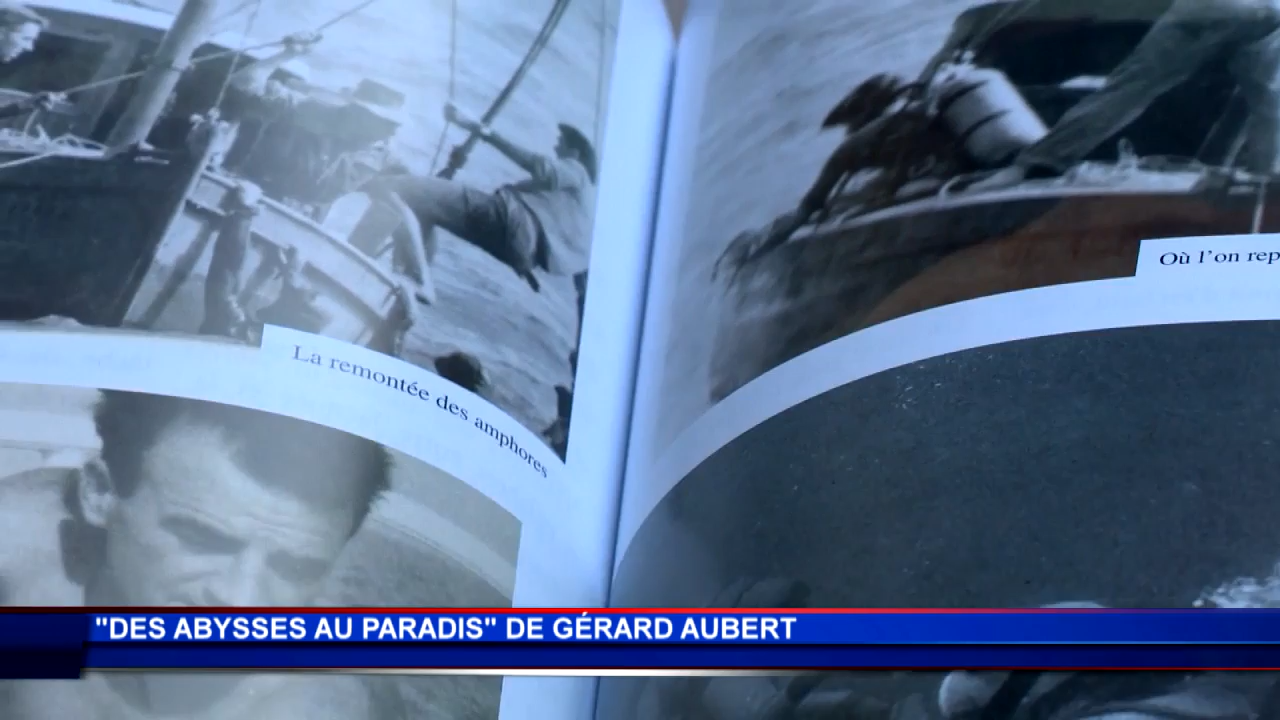 Où l'on rep
La remontée des amphores
"DES ABYSSES AU PARADIS" DE GÉRARD AUBERT